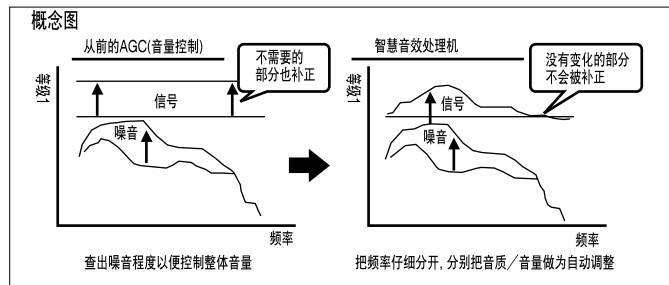 概念图
从前的AGC(音量控制)
不需要的
部分也补正
等级1
信号
噪音
频率
查出噪音程度以便控制整体音量
智慧音效处理机
没有变化的部分
不会被补正
等级1
信号
噪音
频率
把频率仔细分开, 分别把音质／音量做为自动调整